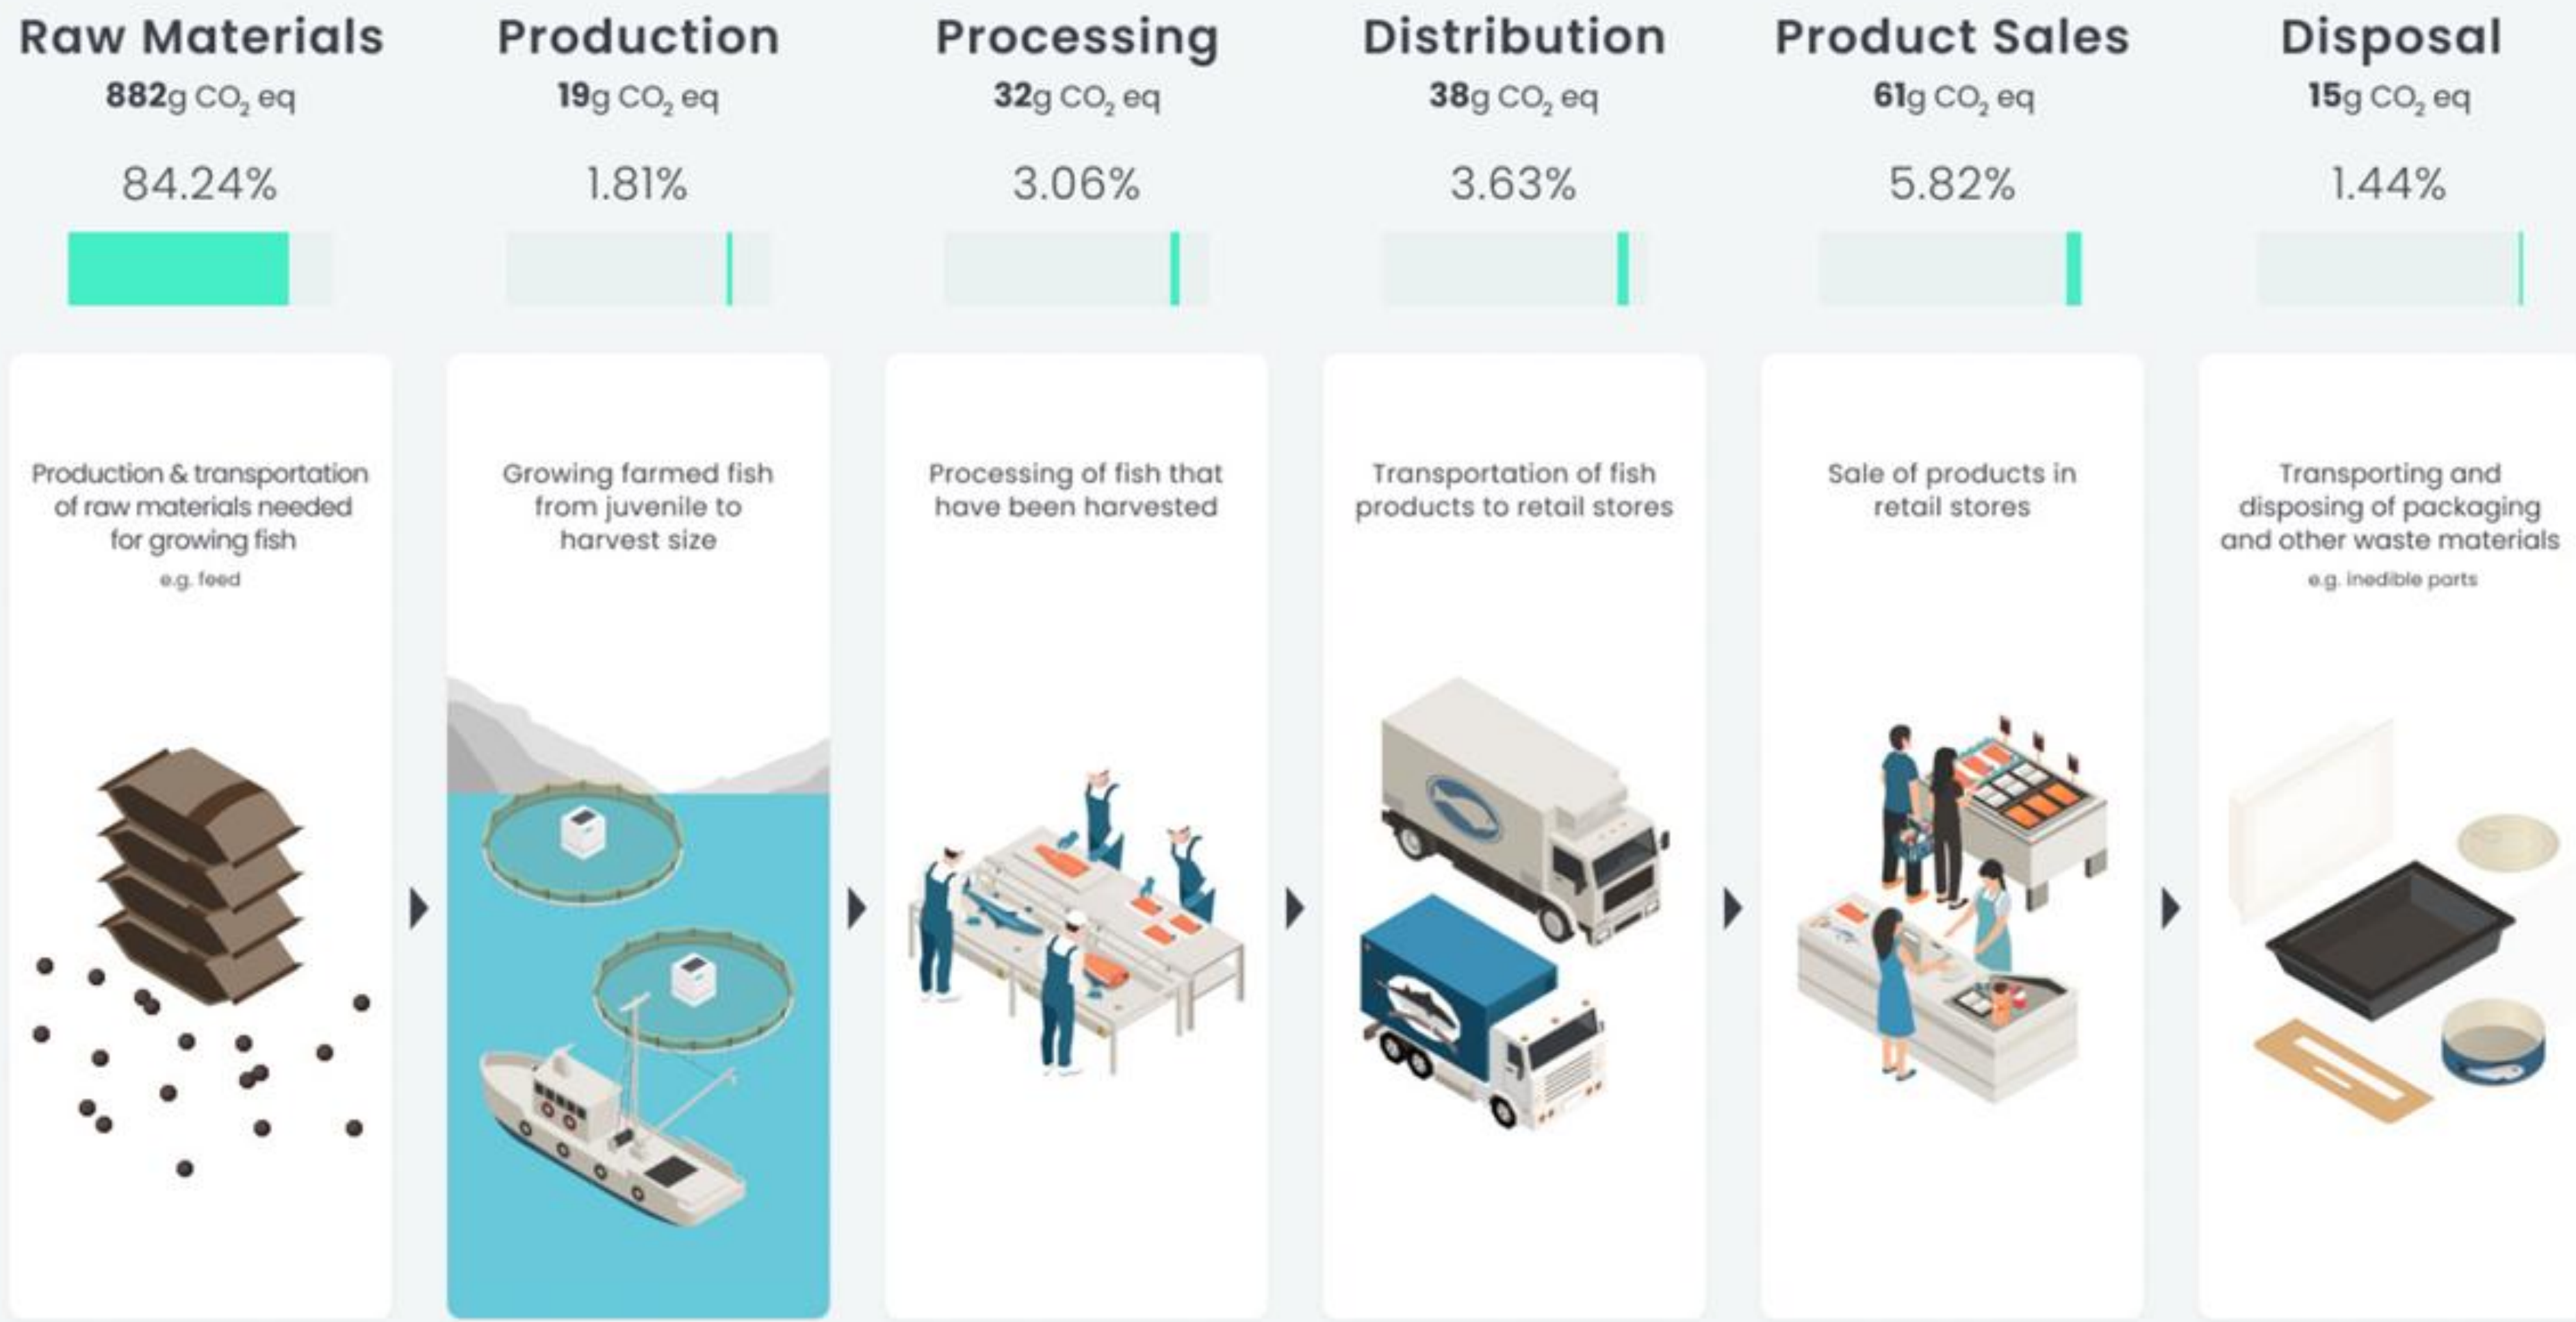 Raw Materials
882g CO₂ eq
84.24%
Production & transportation
of raw materials needed
for growing fish
e.g. feed
Production
19g CO₂ eq
1.81%
Growing farmed fish
from juvenile to
harvest size
Processing
32g CO₂ eq
3.06%
Processing of fish that
have been harvested
Distribution
38g CO₂ eq
3.63%
Transportation of fish
products to retail stores
Product Sales
61g CO₂ eq
5.82%
Sale of products in
retail stores
Disposal
15g CO₂ eq
1.44%
Transporting and
disposing of packaging
and other waste materials
e.g. inedible parts